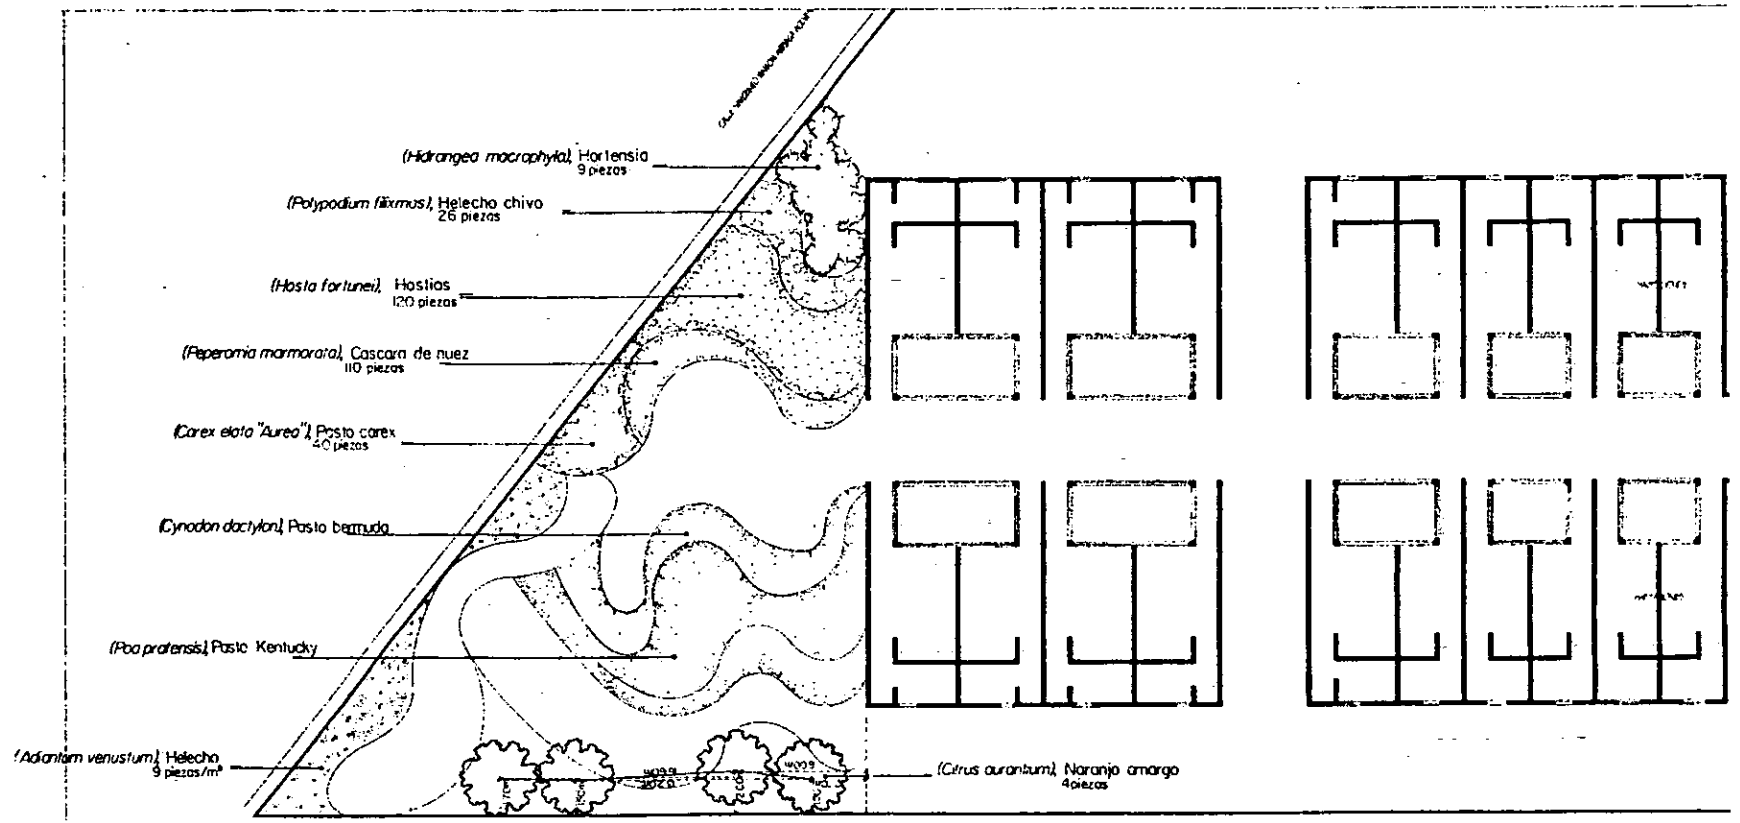 (Hidrangea macrophyla), Hortensia
9 piezas
(Polypodium filixmus), Helecho chivo
26 piezas
(Hosta fortunei), Hostias
120 piezas
(Peperomia marmorata), Cascara de nuez
110 piezas
(Carex elata "Aurea"), Pasto carex
40 piezas
(Cynodon dactylon), Pasto bermuda
(Poa pratensis), Pasto Kentucky
(Adiantom venustum), Helecho
9 piezas/m²
(Citrus aurantium), Naranjo amargo
4 piezas